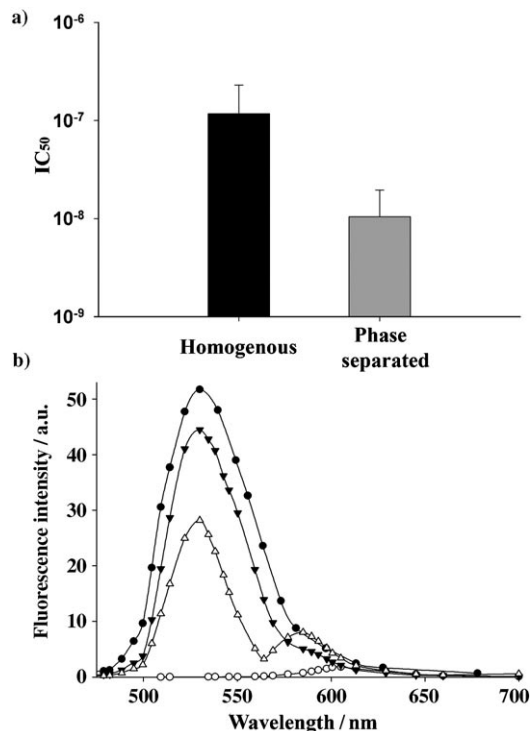 a)
10⁻⁶
10⁻⁷
10⁻⁸
10⁻⁹
IC₅₀
Homogenous
Phase
separated
b)
50
40
30
20
10
0
Fluorescence intensity / a.u.
500
550
600
650
700
Wavelength / nm